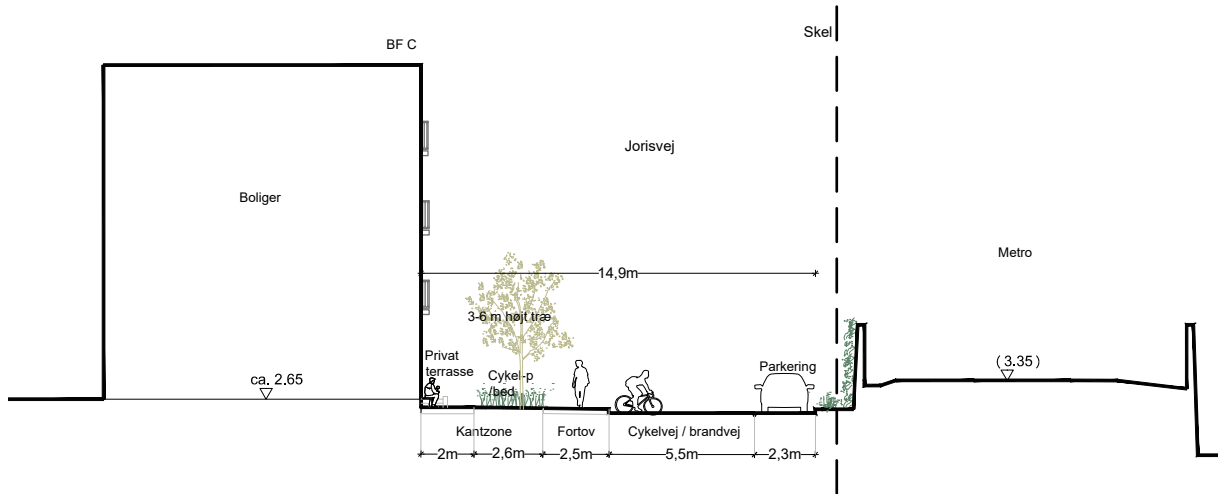 Skel
BF C
Jorisvej
Boliger
Metro
14,9m
3-6 m højt træ
Privat
terrasse
Cykel-p
/bed
Parkering
(3.35)
ca. 2.65
Kantzone
Fortov
Cykelvej / brandvej
2m
2,6m
2,5m
5,5m
2,3m